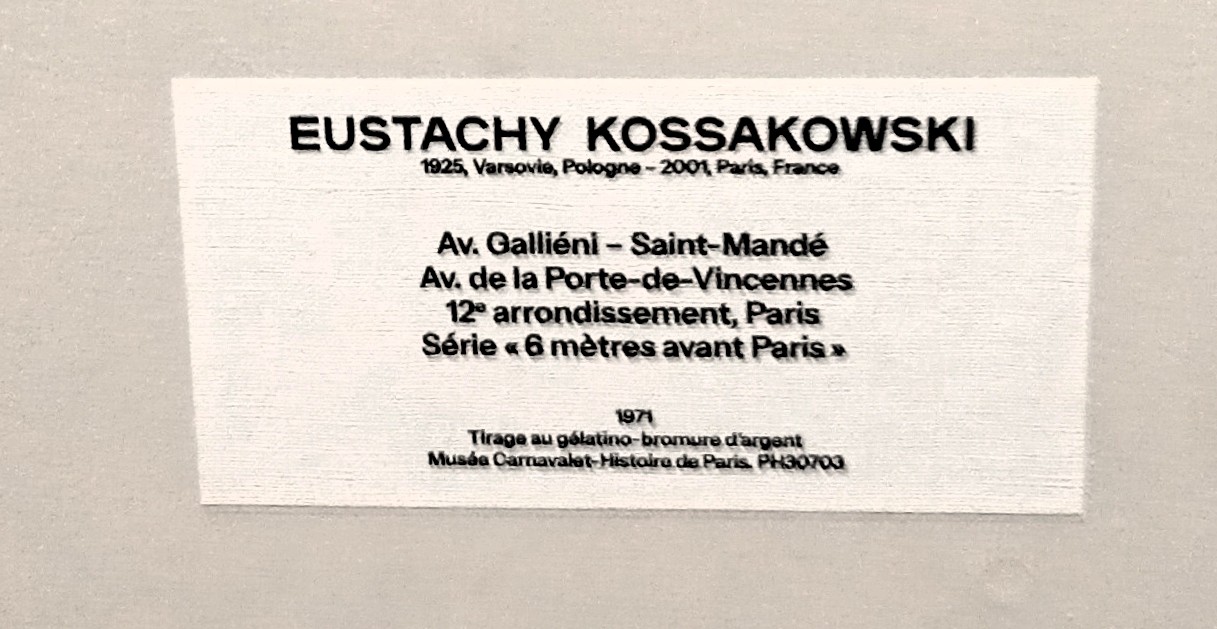 EUSTACHY KOSSAKOWSKI
1925, Varsovie, Pologne – 2001, Paris, France
Av. Galliéni – Saint-Mandé
Av. de la Porte-de-Vincennes
12e arrondissement, Paris
Série « 6 mètres avant Paris »
1971
Tirage au gélatino-bromure d'argent
Musée Carnavalet-Histoire de Paris. PH30703